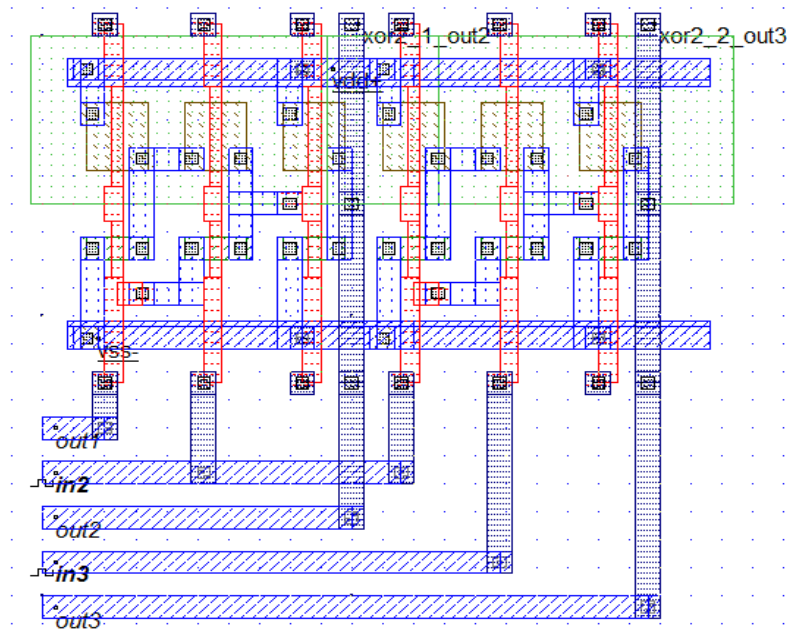 xor2_1_out2
xor2_2_out3
vdd+
vss-
out1
in2
out2
in3
out3